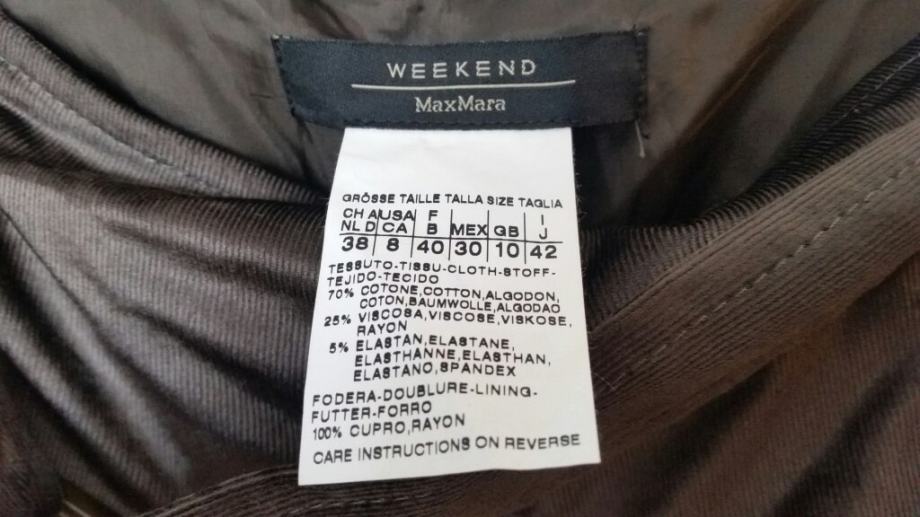 WEEKEND
MaxMara
GRÖSSE TAILLE TALLA SIZE TAGLIA
CH A USA F MEX GB I
NL D CA B J
38 8 40 30 10 42
TESSUTO-TISSU-CLOTH-STOFF-
TEJIDO-TECIDO
70% COTONE,COTTON,ALGODON,
COTON,BAUMWOLLE,ALGODAO
25% VISCOSA,VISCOSE,VISKOSE,
RAYON
5% ELASTAN,ELASTANE,
ELASTHANNE,ELASTHAN,
ELASTANO,SPANDEX
FODERA-DOUBLURE-LINING-
FUTTER-FORRO
100% CUPRO,RAYON
CARE INSTRUCTIONS ON REVERSE